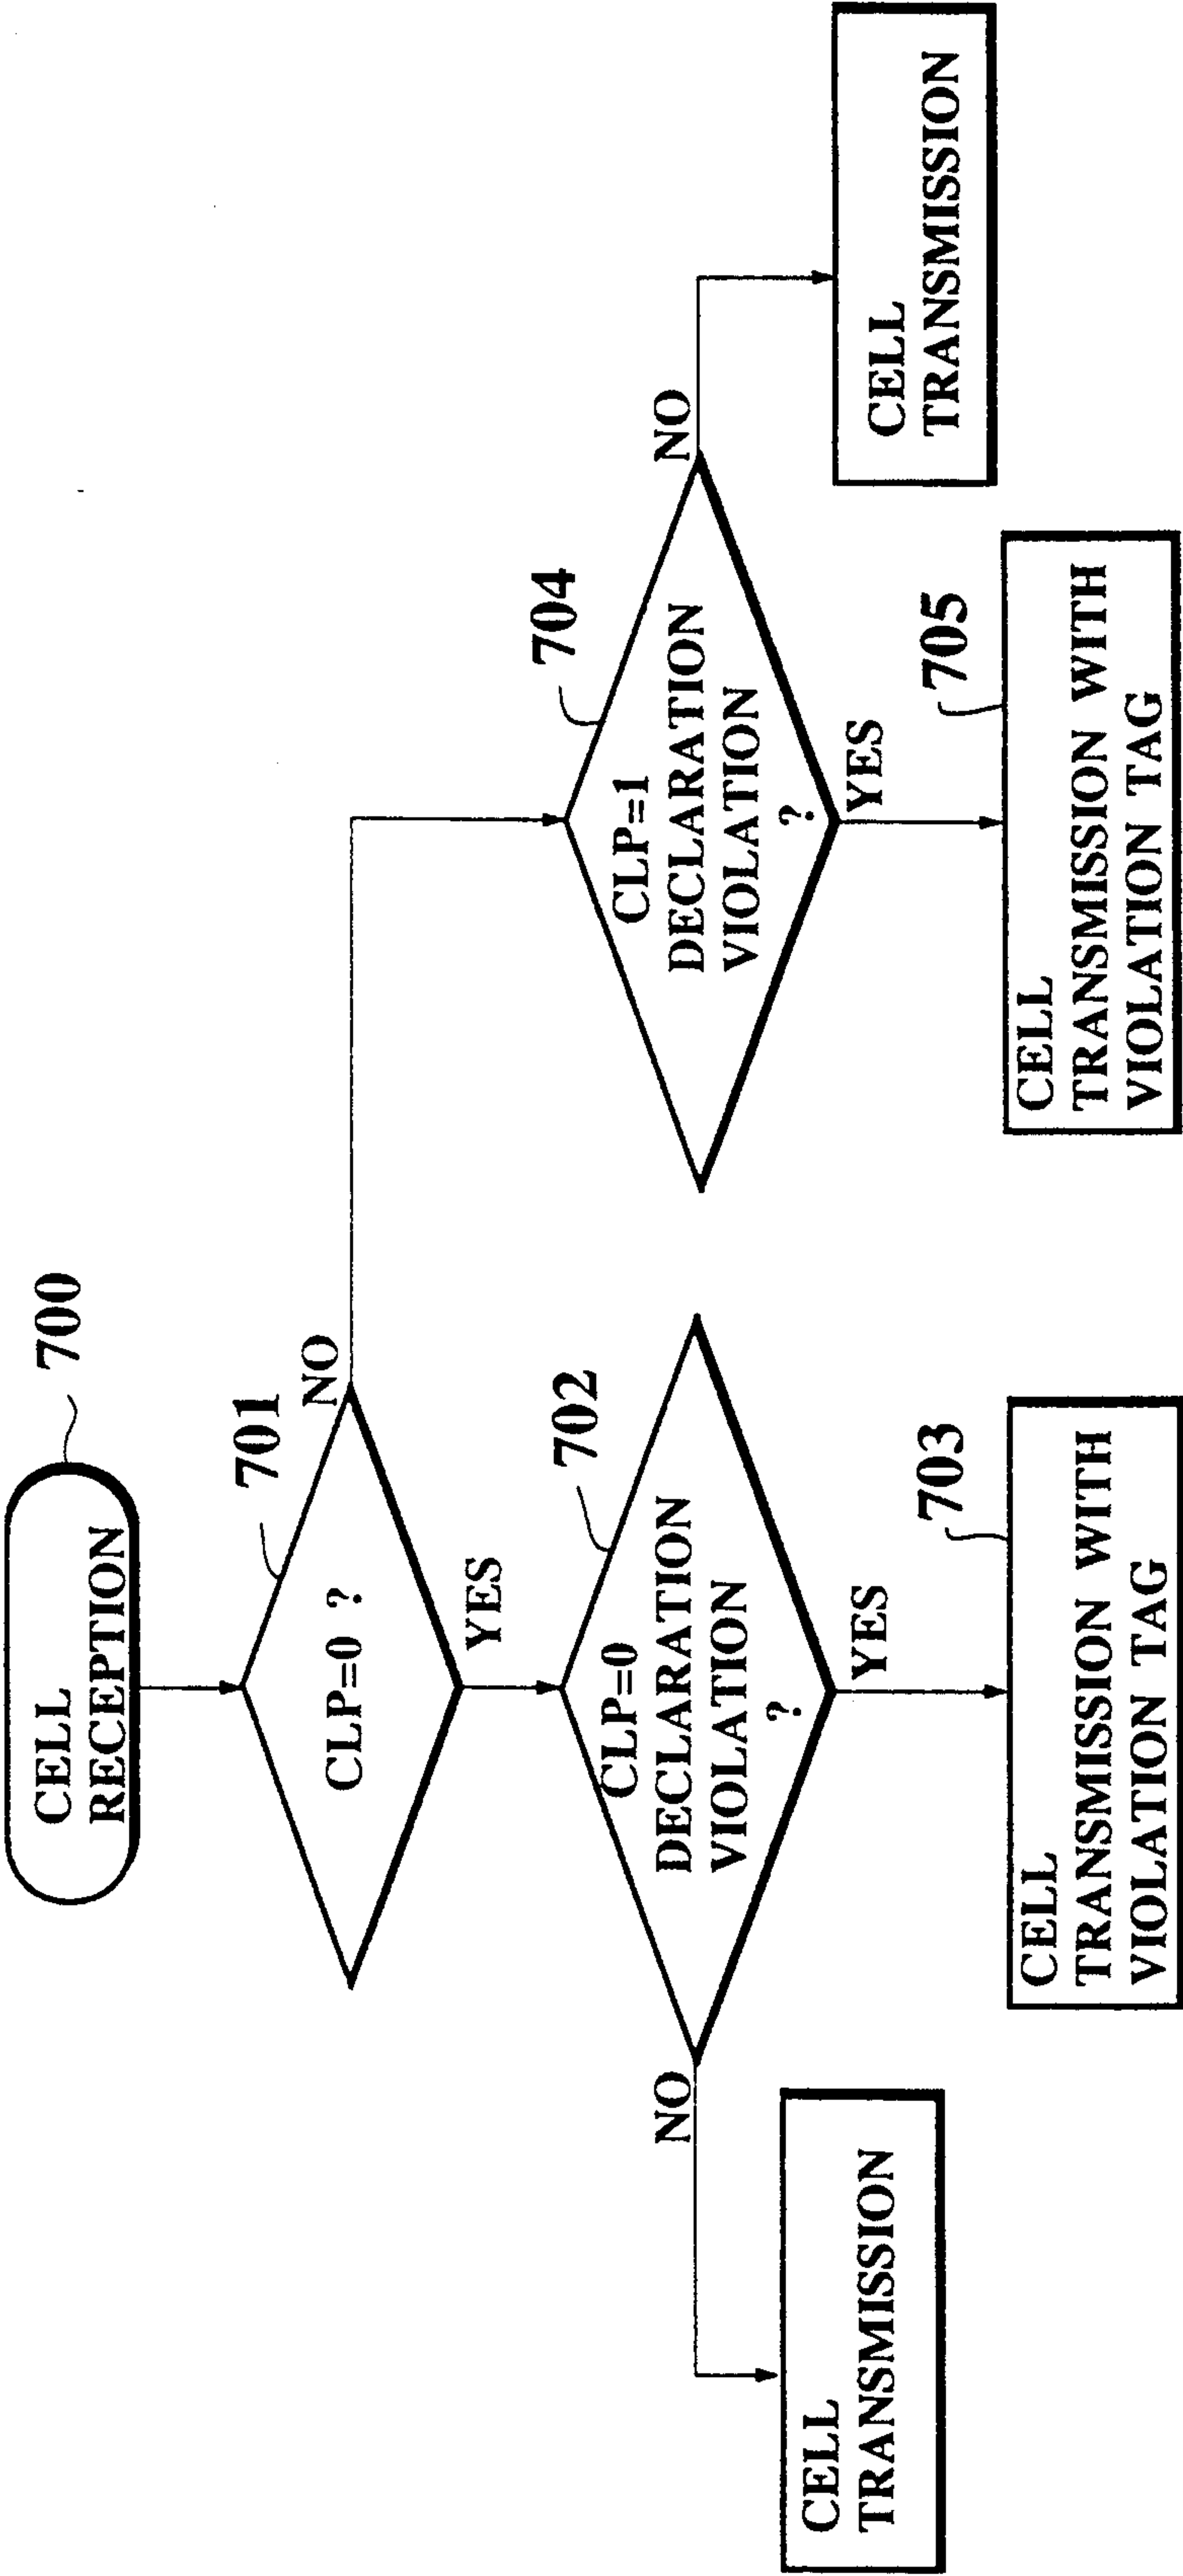 CELL
RECEPTION
700
701
CLP=0 ?
NO
YES
702
CLP=0
DECLARATION
VIOLATION
?
NO
YES
CELL
TRANSMISSION
703
CELL
TRANSMISSION WITH
VIOLATION TAG
704
CLP=1
DECLARATION
VIOLATION
?
NO
YES
705
CELL
TRANSMISSION WITH
VIOLATION TAG
CELL
TRANSMISSION